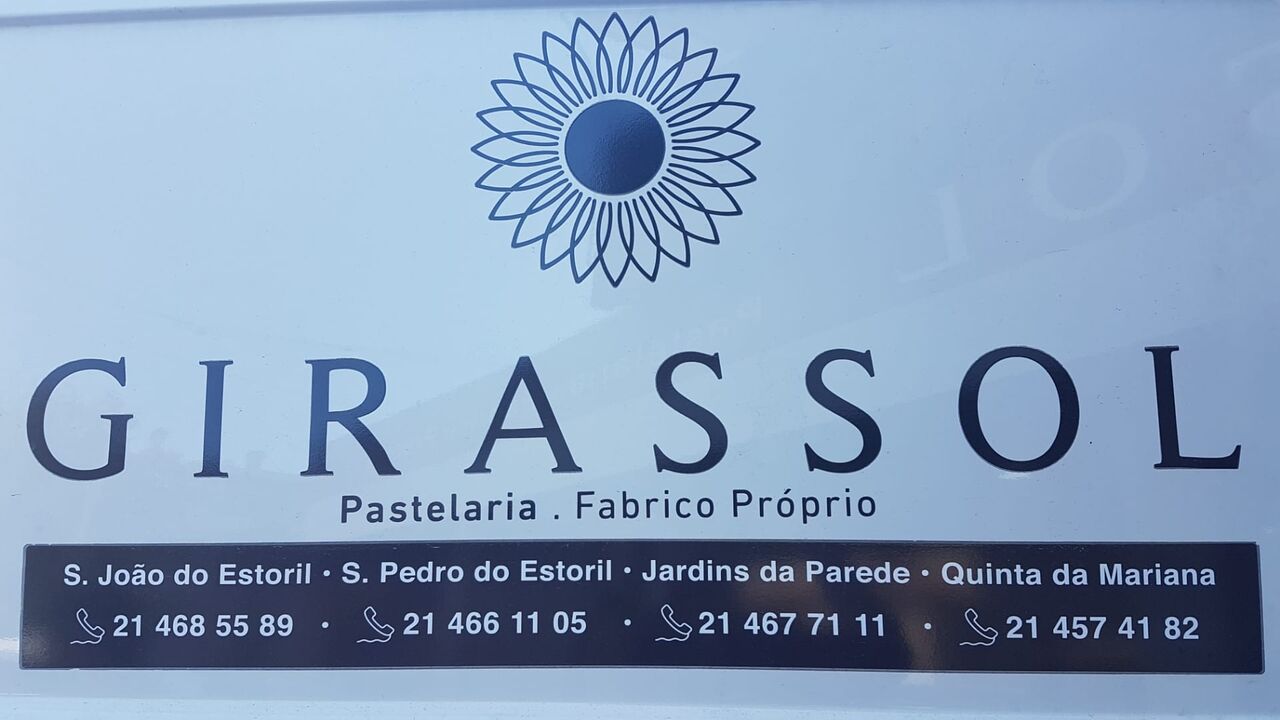 GIRASSOL
Pastelaria . Fabrico Próprio
S. João do Estoril · S. Pedro do Estoril · Jardins da Parede · Quinta da Mariana
21 468 55 89 · 21 466 11 05 · 21 467 71 11 · 21 457 41 82